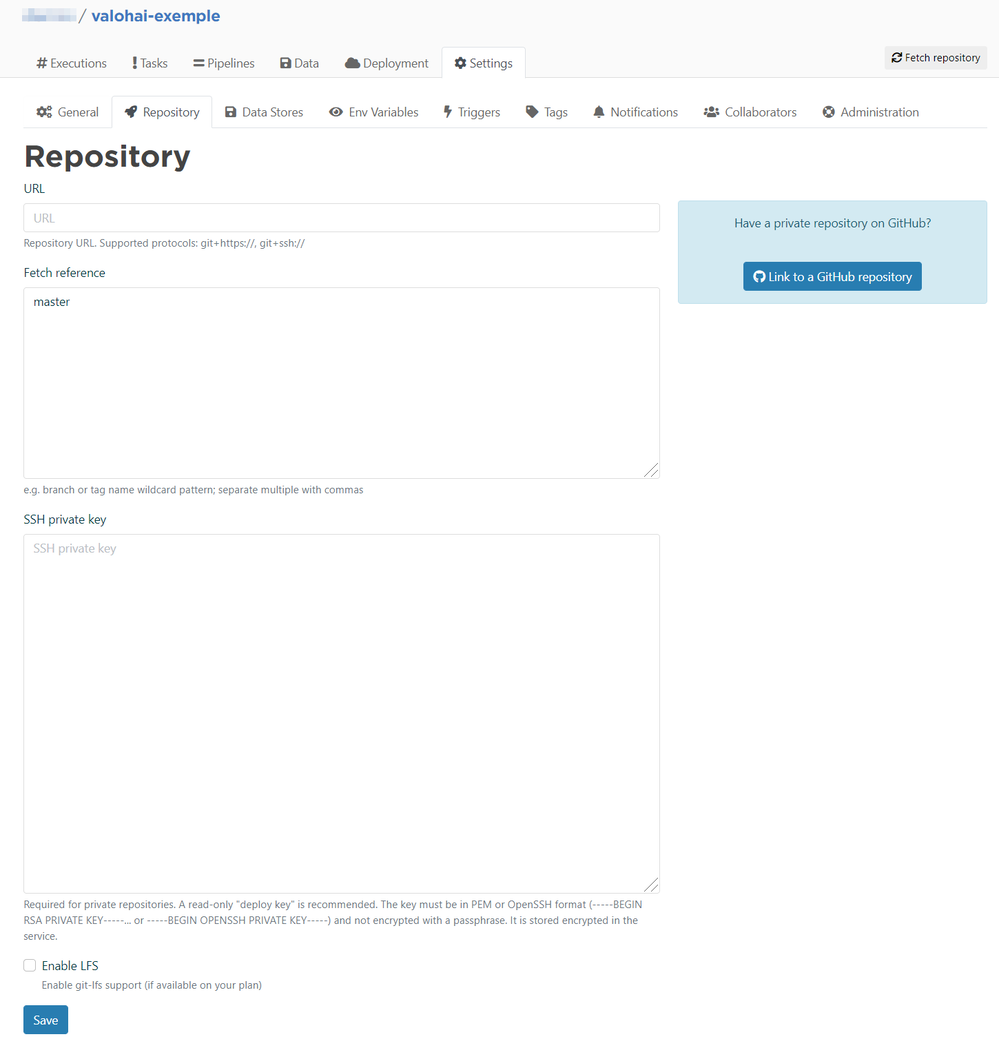 / valohai-exemple
Executions Tasks Pipelines Data Deployment Settings Fetch repository
General Repository Data Stores Env Variables Triggers Tags Notifications Collaborators Administration
Repository
URL
URL
Repository URL. Supported protocols: git+https://, git+ssh://
Have a private repository on GitHub?
Link to a GitHub repository
Fetch reference
master
e.g. branch or tag name wildcard pattern; separate multiple with commas
SSH private key
SSH private key
Required for private repositories. A read-only "deploy key" is recommended. The key must be in PEM or OpenSSH format (-----BEGIN
RSA PRIVATE KEY-----... or -----BEGIN OPENSSH PRIVATE KEY-----) and not encrypted with a passphrase. It is stored encrypted in the
service.
Enable LFS
Enable git-lfs support (if available on your plan)
Save